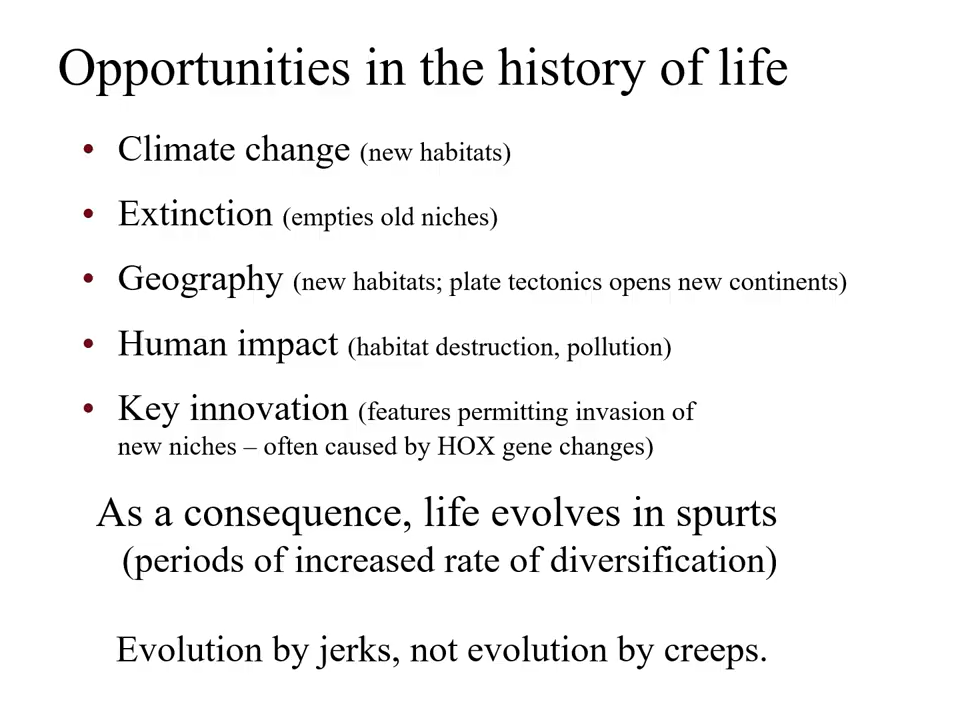 Opportunities in the history of life
• Climate change (new habitats)
• Extinction (empties old niches)
• Geography (new habitats; plate tectonics opens new continents)
• Human impact (habitat destruction, pollution)
• Key innovation (features permitting invasion of
new niches – often caused by HOX gene changes)
As a consequence, life evolves in spurts
(periods of increased rate of diversification)
Evolution by jerks, not evolution by creeps.